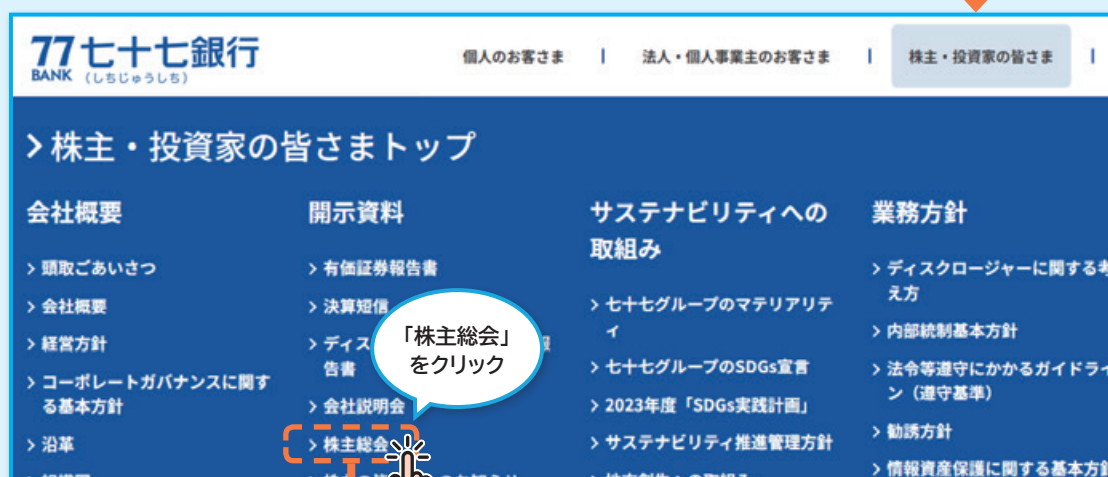 77 七十七銀行
BANK (しちじゅうしち)
個人のお客さま | 法人・個人事業主のお客さま | 株主・投資家の皆さま |
> 株主・投資家の皆さまトップ
会社概要
> 頭取ごあいさつ
> 会社概要
> 経営方針
> コーポレートガバナンスに関す
る基本方針
> 沿革
開示資料
> 有価証券報告書
> 決算短信
> ディス
告書
> 会社説明会
> 株主総会
「株主総会」
をクリック
サステナビリティへの
取組み
> 七十七グループのマテリアリテ
ィ
> 七十七グループのSDGs宣言
> 2023年度「SDGs実践計画」
> サステナビリティ推進管理方針
業務方針
> ディスクロージャーに関する考
え方
> 内部統制基本方針
> 法令等遵守にかかるガイドライ
ン（遵守基準）
> 勧誘方針
> 情報資産保護に関する基本方針